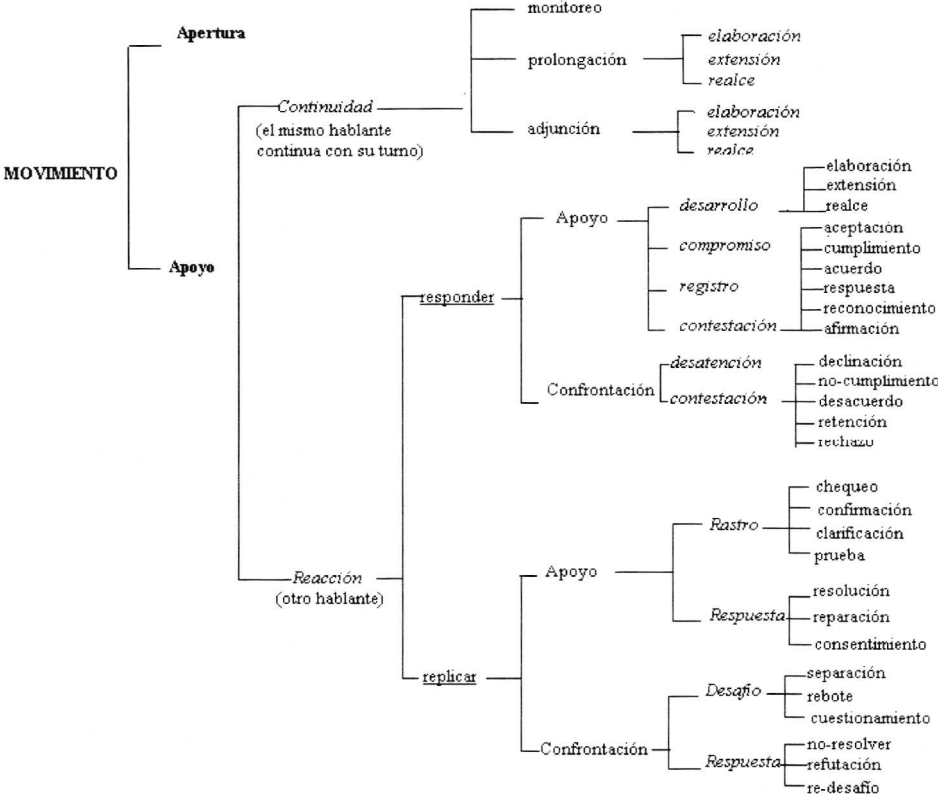 monitoreo
Apertura
elaboración
prolongación
extensión
realce
Continuidad
(el mismo hablante
continua con su turno)
elaboración
adjunción
extensión
realce
MOVIMIENTO
elaboración
extensión
realce
desarrollo
Apoyo
aceptación
compromiso
cumplimiento
Apoyo
acuerdo
registro
respuesta
responder
reconocimiento
contestación
afirmación
desatención
declinación
Confrontación
no-cumplimiento
contestación
desacuerdo
retención
rechazo
chequeo
Rastro
confirmación
clarificación
prueba
Apoyo
Reacción
(otro hablante)
resolución
Respuesta
reparación
consentimiento
replicar
separación
Desafío
rebote
cuestionamiento
Confrontación
no-resolver
Respuesta
refutación
re-desafío